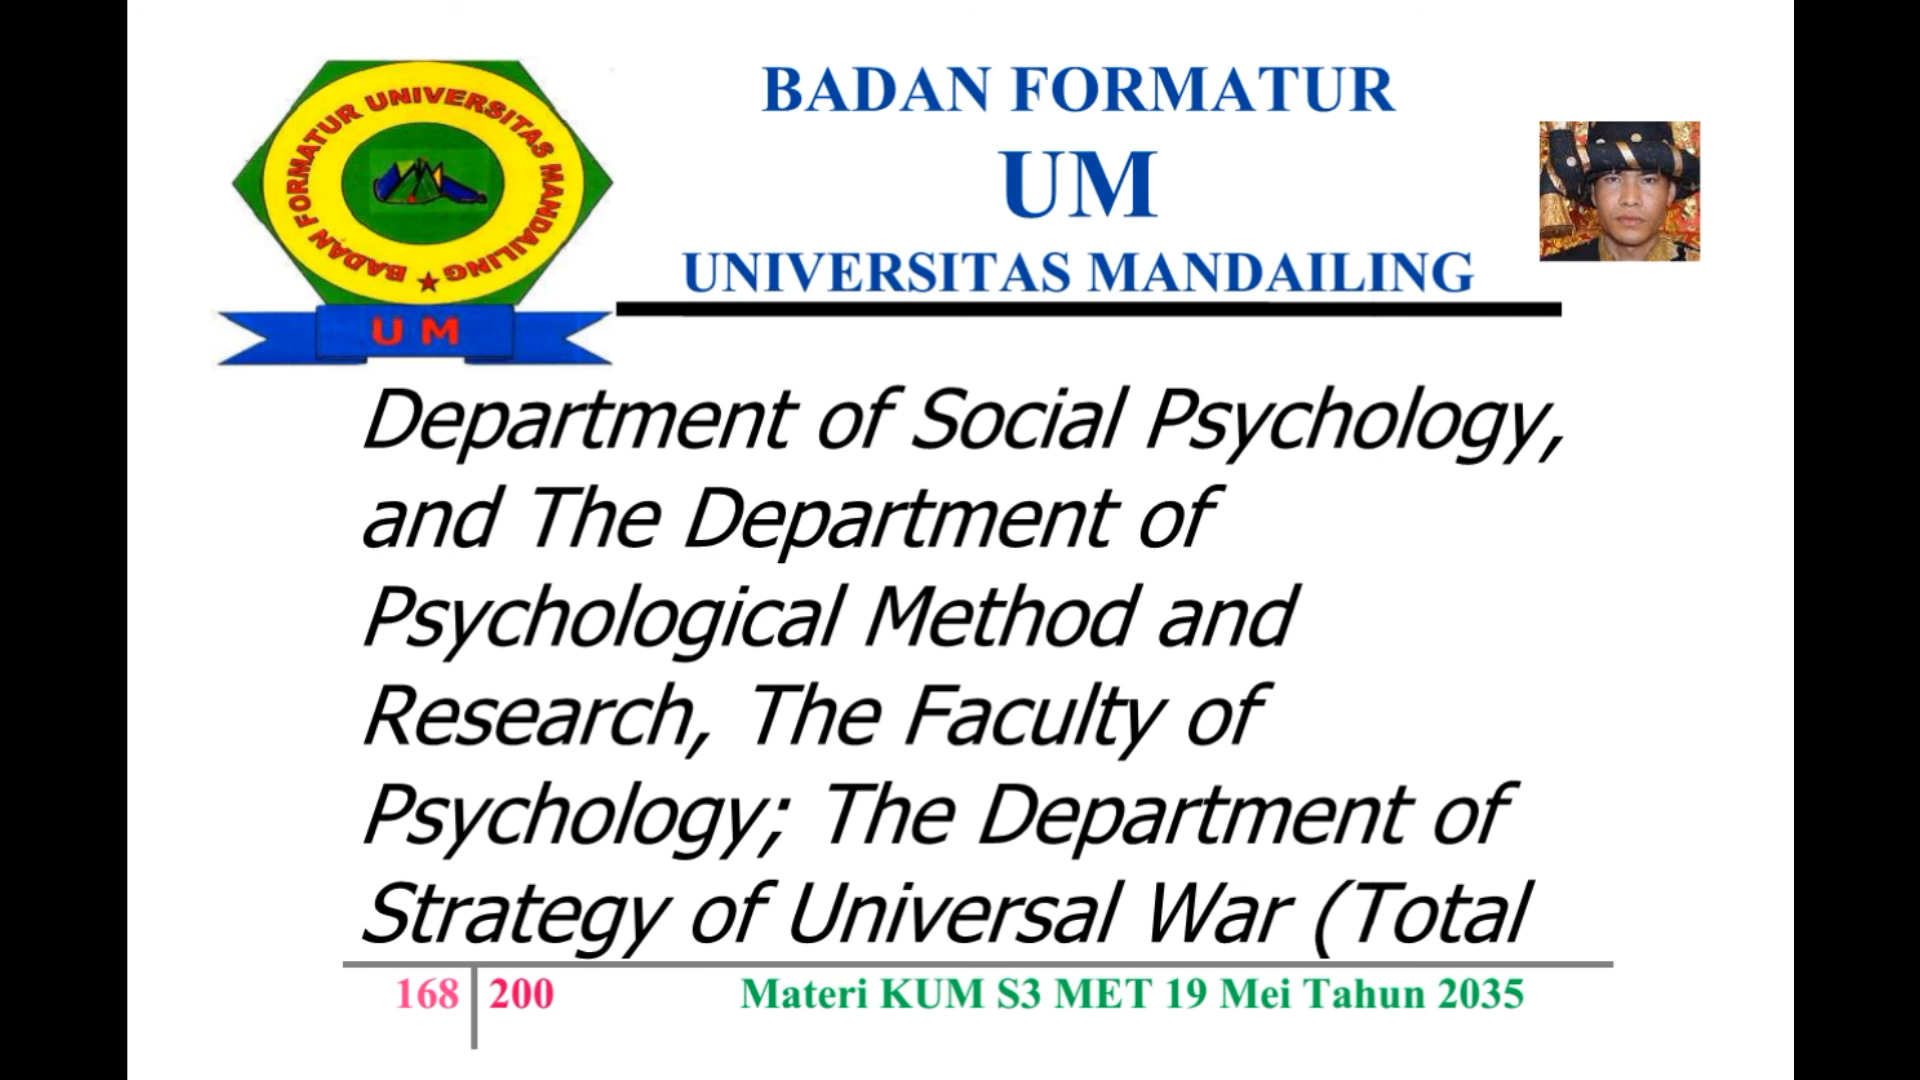 BADAN FORMATUR UNIVERSITAS MANDAILING
UM
BADAN FORMATUR
UM
UNIVERSITAS MANDAILING
Department of Social Psychology,
and The Department of
Psychological Method and
Research, The Faculty of
Psychology; The Department of
Strategy of Universal War (Total
168 200 Materi KUM S3 MET 19 Mei Tahun 2035